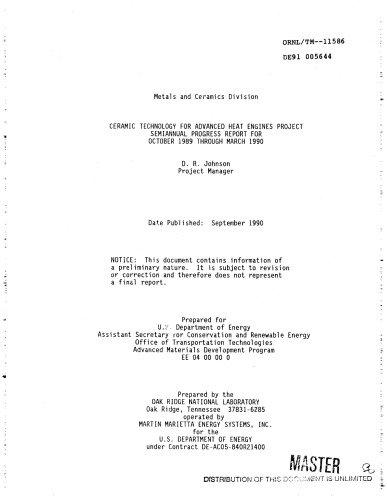 ORNL/TM--11586
DE91 005644
Metals and Ceramics Division
CERAMIC TECHNOLOGY FOR ADVANCED HEAT ENGINES PROJECT
SEMIANNUAL PROGRESS REPORT FOR
OCTOBER 1989 THROUGH MARCH 1990
D. R. Johnson
Project Manager
Date Published: September 1990
NOTICE: This document contains information of
a preliminary nature. It is subject to revision
or correction and therefore does not represent
a final report.
Prepared for
U.S. Department of Energy
Assistant Secretary for Conservation and Renewable Energy
Office of Transportation Technologies
Advanced Materials Development Program
EE 04 00 00 0
Prepared by the
OAK RIDGE NATIONAL LABORATORY
Oak Ridge, Tennessee 37831-6285
operated by
MARTIN MARIETTA ENERGY SYSTEMS, INC.
for the
U.S. DEPARTMENT OF ENERGY
under Contract DE-AC05-84OR21400
MASTER
DISTRIBUTION OF THIS DOCUMENT IS UNLIMITED